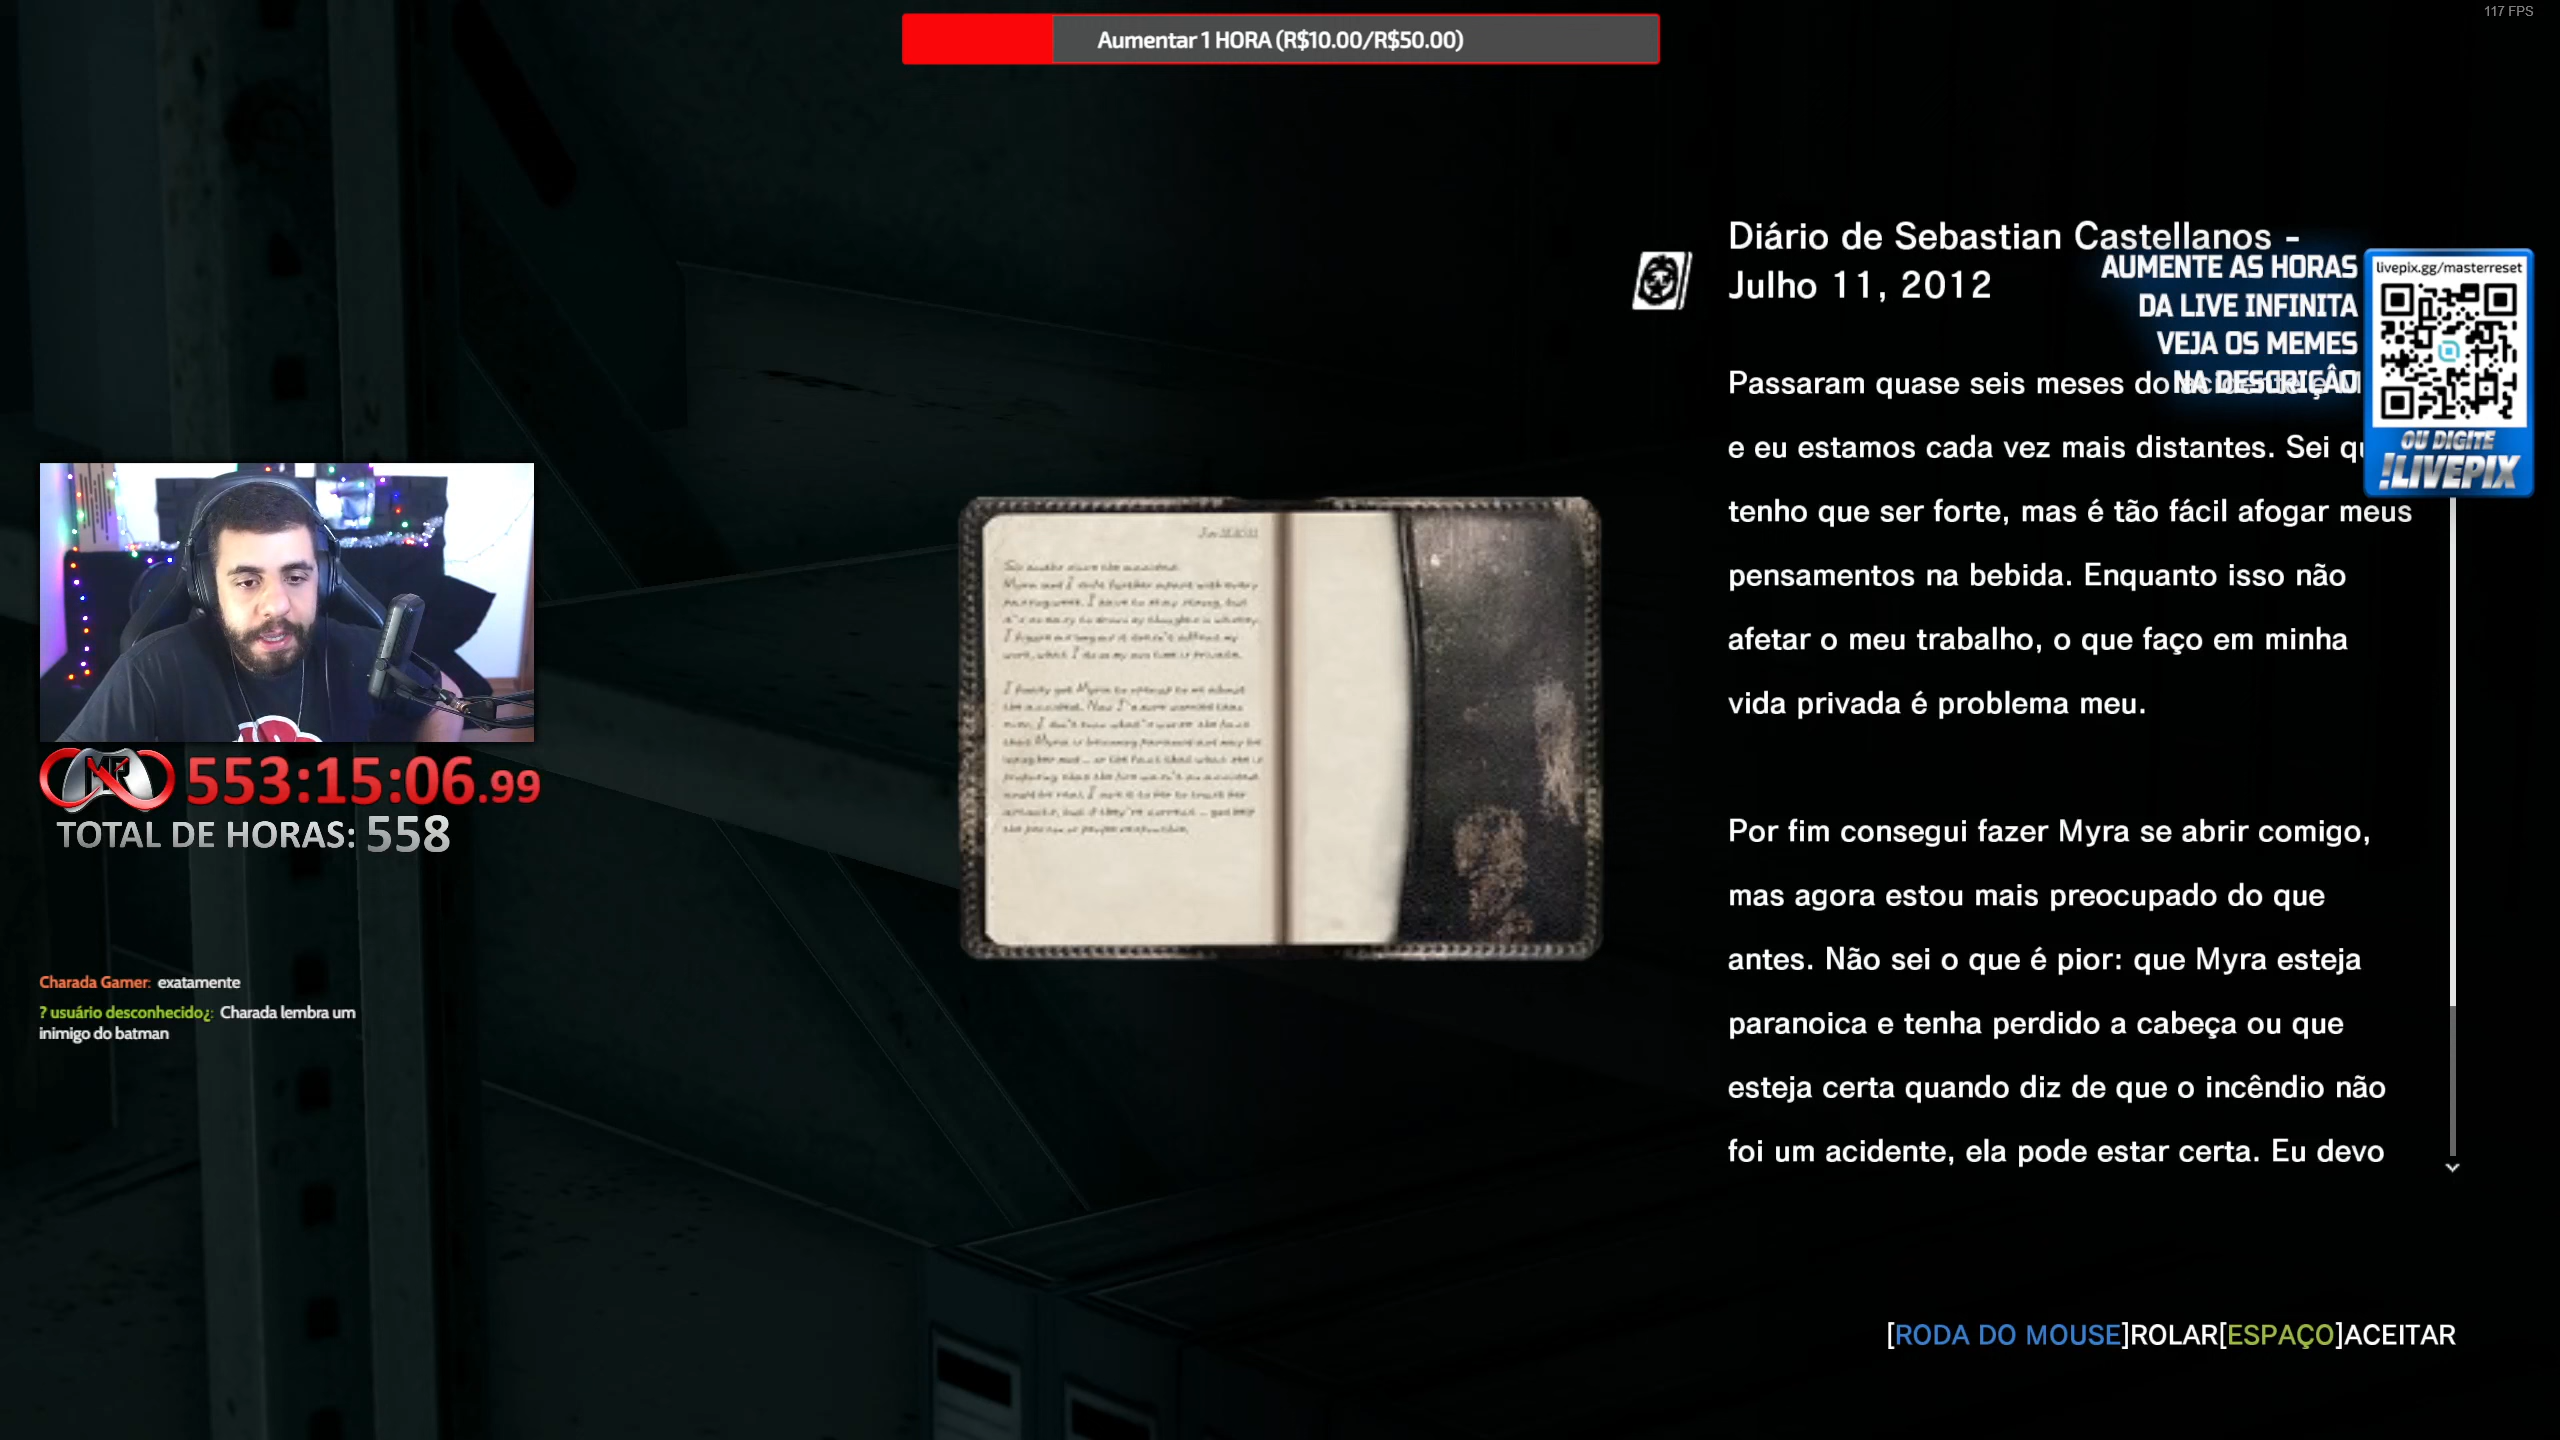 117 FPS
Aumentar 1 HORA (R$10.00/R$50.00)
Diário de Sebastian Castellanos -
Julho 11, 2012
AUMENTE AS HORAS
DA LIVE INFINITA
VEJA OS MEMES
NA DESCRIÇÃO
livepix.gg/masterreset
OU DIGITE
!LIVEPIX
Passaram quase seis meses do
e eu estamos cada vez mais distantes. Sei
tenho que ser forte, mas é tão fácil afogar meus
pensamentos na bebida. Enquanto isso não
afetar o meu trabalho, o que faço em minha
vida privada é problema meu.
Por fim consegui fazer Myra se abrir comigo,
mas agora estou mais preocupado do que
antes. Não sei o que é pior: que Myra esteja
paranoica e tenha perdido a cabeça ou que
esteja certa quando diz de que o incêndio não
foi um acidente, ela pode estar certa. Eu devo
MR
553:15:06.99
TOTAL DE HORAS: 558
Charada Gamer: exatamente
? usuário desconhecido¿: Charada lembra um
inimigo do batman
[RODA DO MOUSE]ROLAR[ESPAÇO]ACEITAR